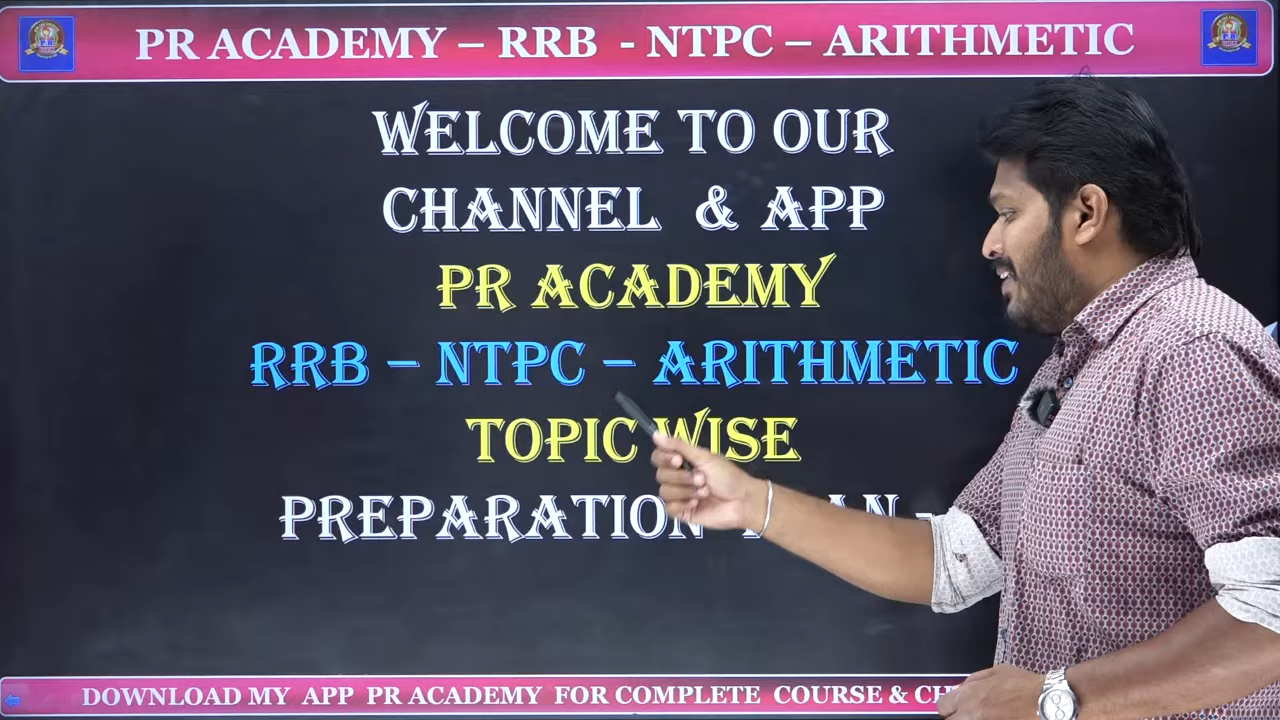 PR ACADEMY – RRB - NTPC – ARITHMETIC
WELCOME TO OUR
CHANNEL & APP
PR ACADEMY
RRB – NTPC – ARITHMETIC
TOPIC WISE
PREPARATION
DOWNLOAD MY APP PR ACADEMY FOR COMPLETE COURSE &